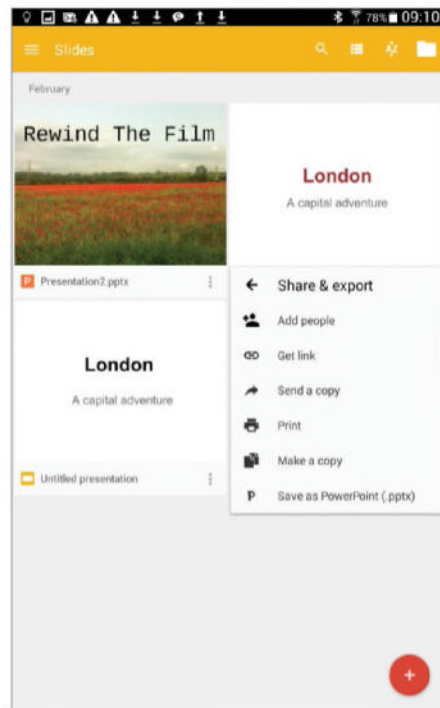 78% 09:10
Slides
February
Rewind The Film
London
A capital adventure
P Presentation2.pptx
Share & export
Add people
Get link
Send a copy
Print
Make a copy
P Save as PowerPoint (.pptx)
London
A capital adventure
Untitled presentation